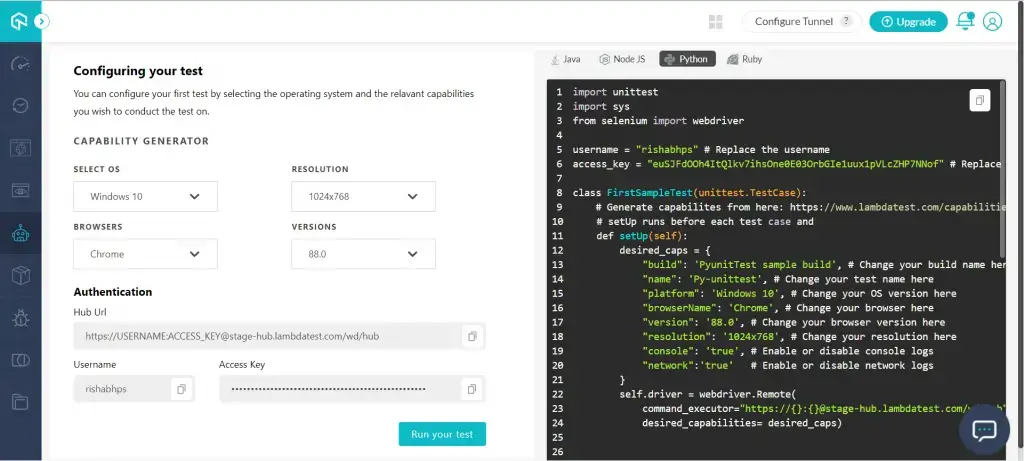 Configure Tunnel ?
Upgrade
Configuring your test
You can configure your first test by selecting the operating system and the relavant capabilities
you wish to conduct the test on.
CAPABILITY GENERATOR
SELECT OS
RESOLUTION
Windows 10
1024x768
BROWSERS
VERSIONS
Chrome
88.0
Authentication
Hub Url
https://USERNAME:ACCESS_KEY@stage-hub.lambdatest.com/wd/hub
Username
Access Key
rishabhps
Run your test
Java
Node JS
Python
Ruby
1 import unittest
2 import sys
3 from selenium import webdriver
4
5 username = "rishabhps" # Replace the username
6 access_key = "euSJFdOOh4ItQlkv7ihsOne0E03OrbGIe1uux1pVLcZHP7NNof" # Replace
7
8 class FirstSampleTest(unittest.TestCase):
9 # Generate capabilites from here: https://www.lambdatest.com/capabilitie
10 # setUp runs before each test case and
11 def setUp(self):
12 desired_caps = {
13 "build": 'PyunitTest sample build', # Change your build name her
14 "name": 'Py-unittest', # Change your test name here
15 "platform": 'Windows 10', # Change your OS version here
16 "browserName": 'Chrome', # Change your browser here
17 "version": '88.0', # Change your browser version here
18 "resolution": '1024x768', # Change your resolution here
19 "console": 'true', # Enable or disable console logs
20 "network":'true' # Enable or disable network logs
21 }
22 self.driver = webdriver.Remote(
23 command_executor="https://{}:{}@stage-hub.lambdatest.com/
24 desired_capabilities= desired_caps)
25
26